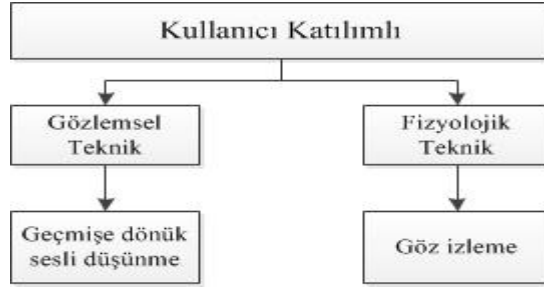 Kullanıcı Katılımlı
Gözlemsel
Teknik
Fizyolojik
Teknik
Geçmişe dönük
sesli düşünme
Göz izleme